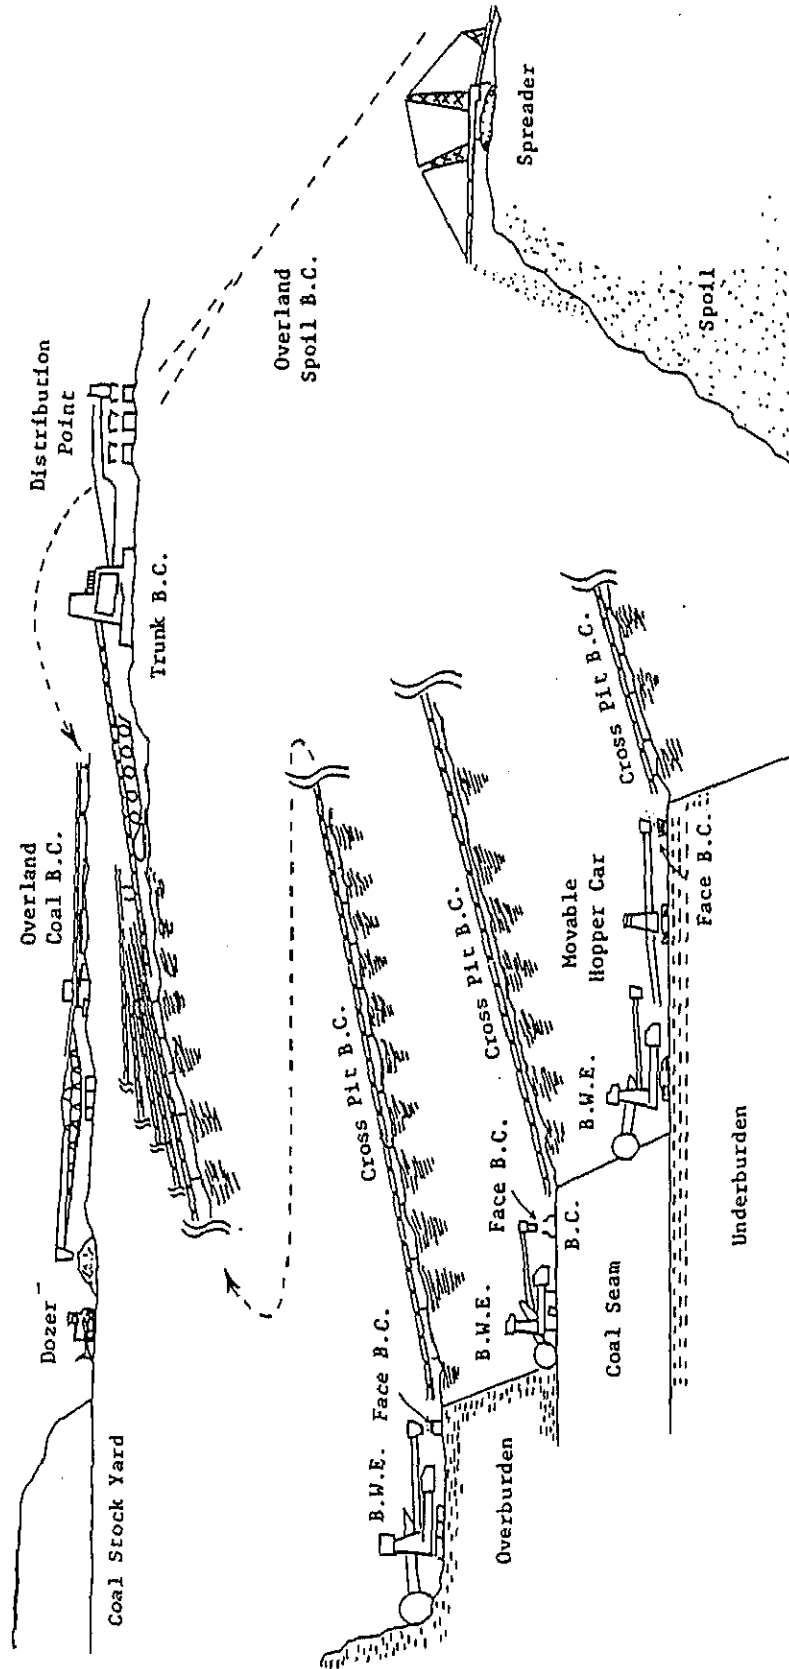 Coal Stock Yard
Dozer
Overland
Coal B.C.
Trunk B.C.
Distribution
Point
Overland
Spoil B.C.
Spreader
Spoil
B.W.E.
Face B.C.
Cross Pit B.C.
Overburden
B.W.E.
Face B.C.
B.C.
Cross Pit B.C.
Coal Seam
B.W.E.
Movable
Hopper Car
Face B.C.
Cross Pit B.C.
Underburden